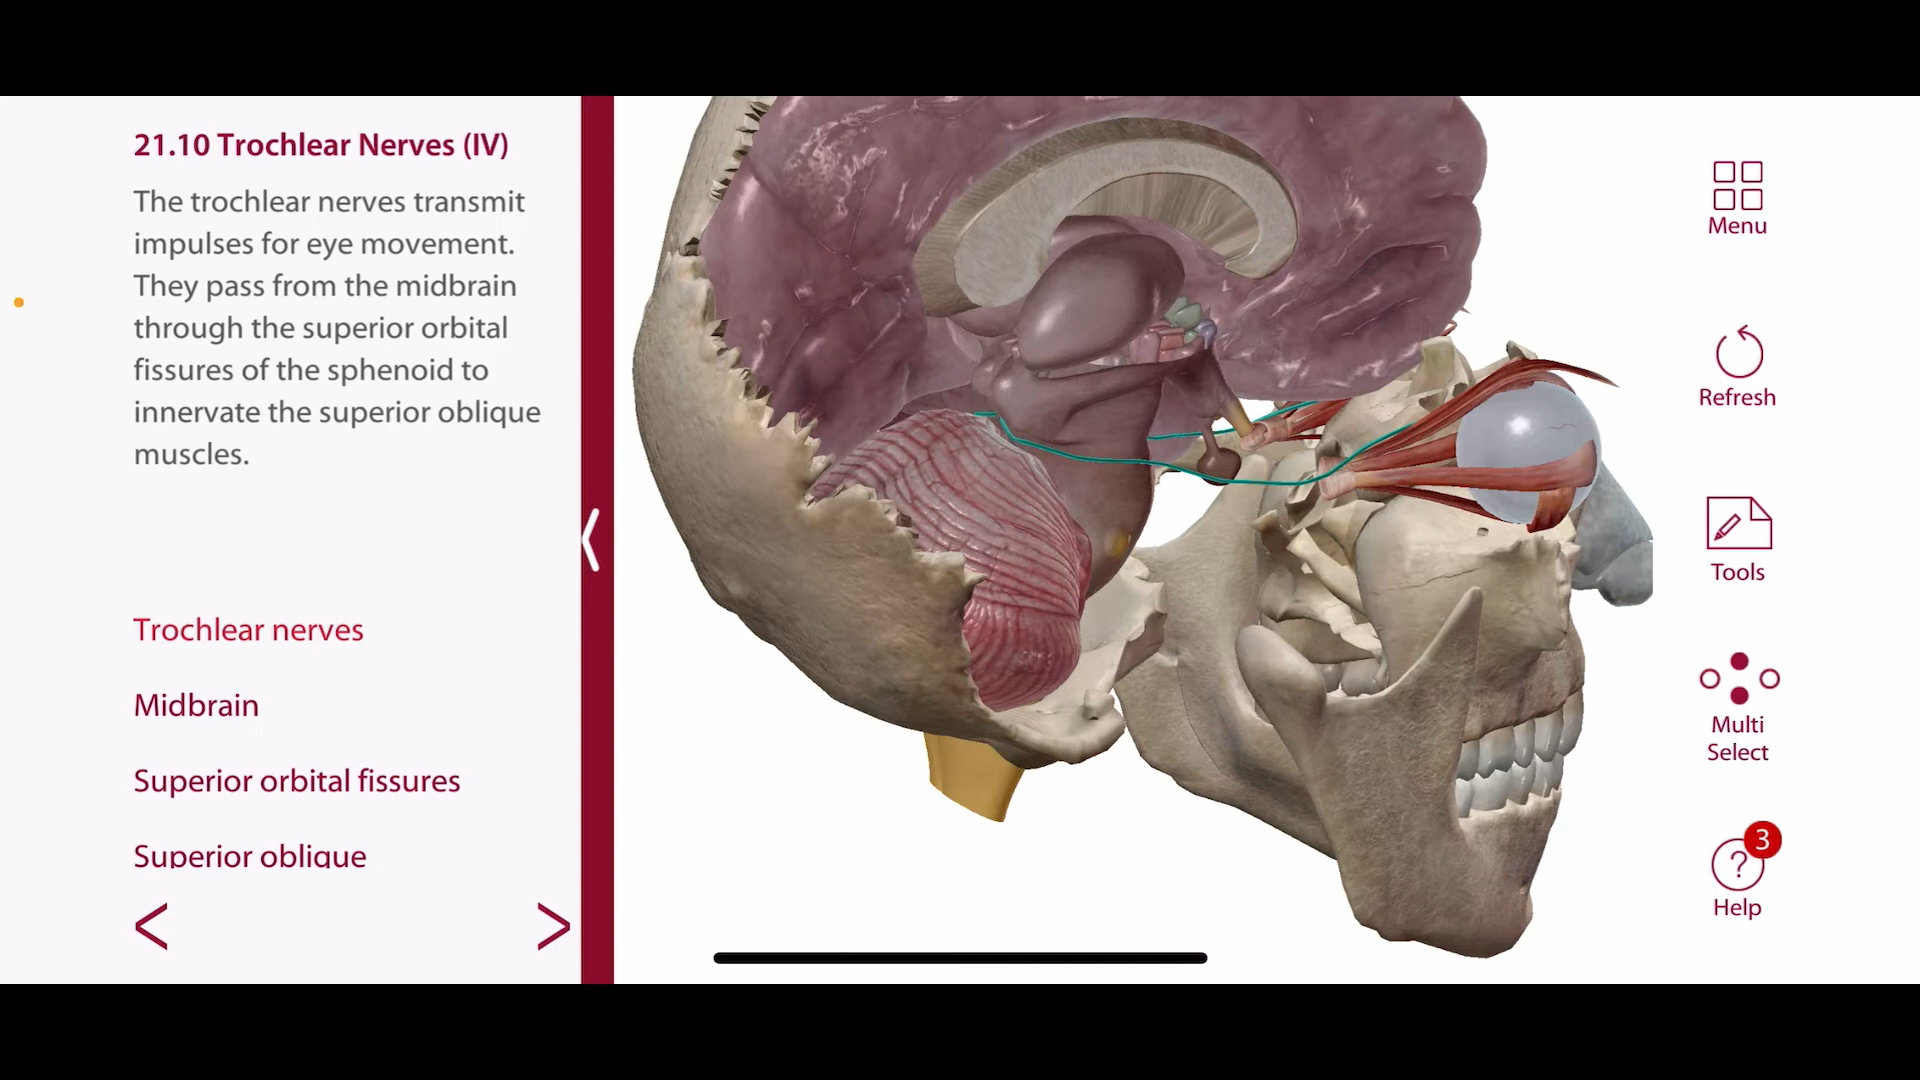 21.10 Trochlear Nerves (IV)
The trochlear nerves transmit
impulses for eye movement.
They pass from the midbrain
through the superior orbital
fissures of the sphenoid to
innervate the superior oblique
muscles.
Trochlear nerves
Midbrain
Superior orbital fissures
Superior oblique
Menu
Refresh
Tools
Multi
Select
3
Help